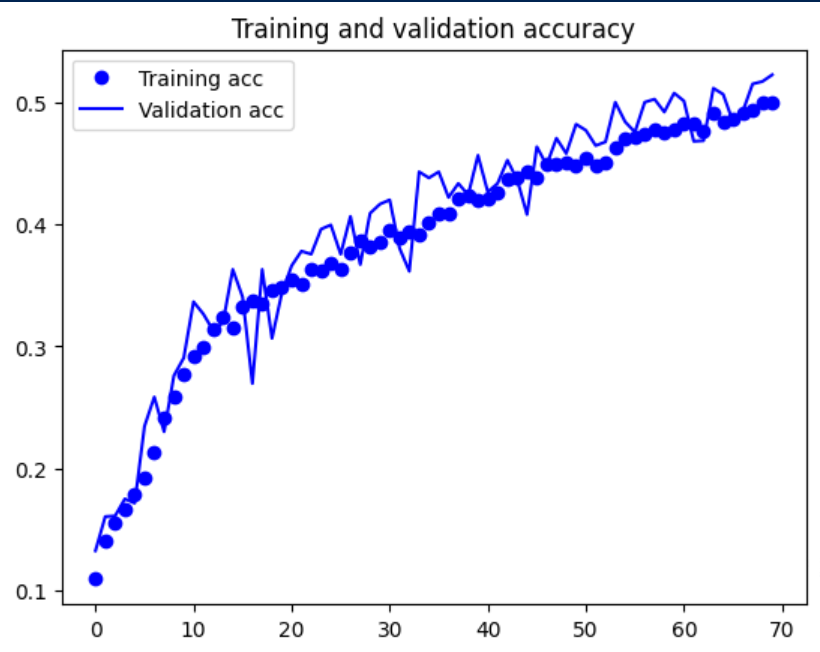 Training and validation accuracy
Training acc
Validation acc
0.5
0.4
0.3
0.2
0.1
0 10 20 30 40 50 60 70